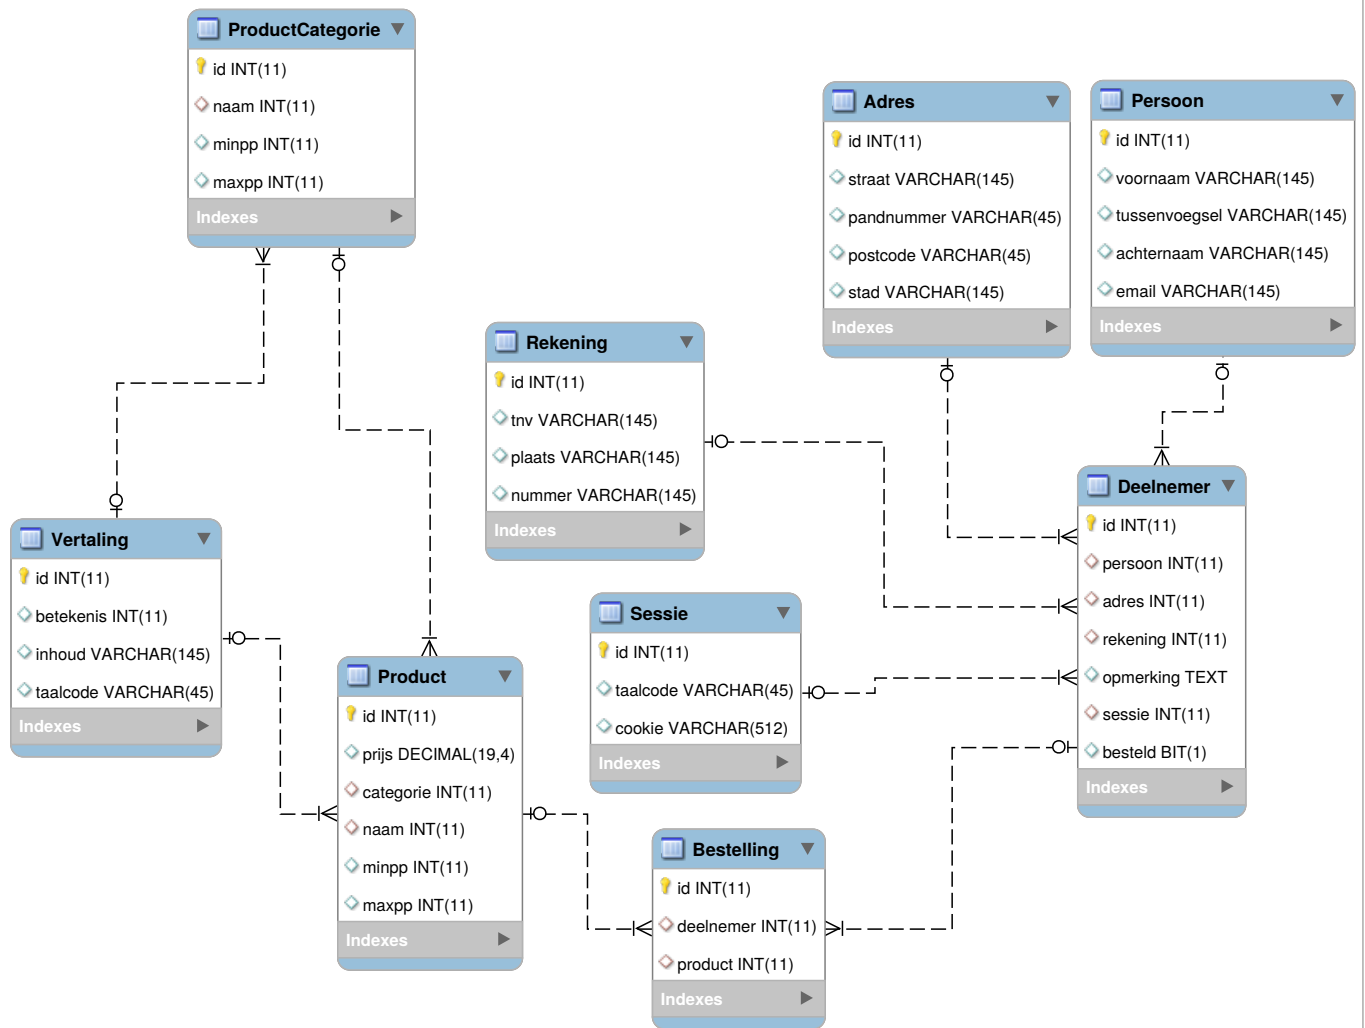 ProductCategorie
id INT(11)
naam INT(11)
minpp INT(11)
maxpp INT(11)
Indexes
Adres
id INT(11)
straat VARCHAR(145)
pandnummer VARCHAR(45)
postcode VARCHAR(45)
stad VARCHAR(145)
Indexes
Persoon
id INT(11)
voornaam VARCHAR(145)
tussenvoegsel VARCHAR(145)
achternaam VARCHAR(145)
email VARCHAR(145)
Indexes
Rekening
id INT(11)
tnv VARCHAR(145)
plaats VARCHAR(145)
nummer VARCHAR(145)
Indexes
Deelnemer
id INT(11)
persoon INT(11)
adres INT(11)
rekening INT(11)
opmerking TEXT
sessie INT(11)
besteld BIT(1)
Indexes
Vertaling
id INT(11)
betekenis INT(11)
inhoud VARCHAR(145)
taalcode VARCHAR(45)
Indexes
Sessie
id INT(11)
taalcode VARCHAR(45)
cookie VARCHAR(512)
Indexes
Product
id INT(11)
prijs DECIMAL(19,4)
categorie INT(11)
naam INT(11)
minpp INT(11)
maxpp INT(11)
Indexes
Bestelling
id INT(11)
deelnemer INT(11)
product INT(11)
Indexes